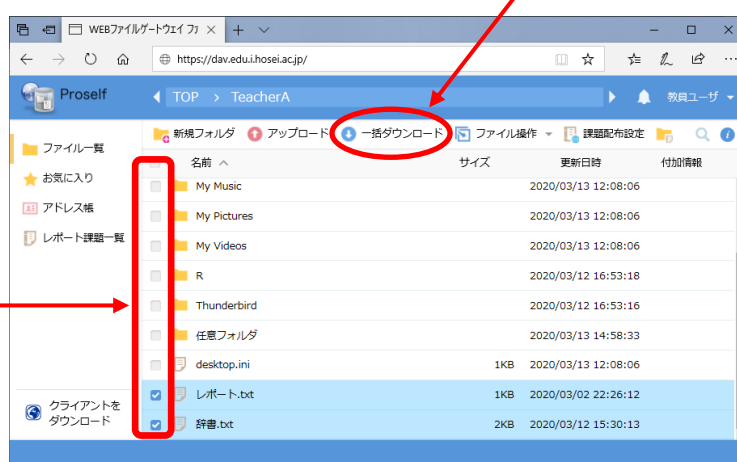 WEBファイルゲートウェイ フﾟ
https://dav.edu.i.hosei.ac.jp/
Proself
TOP > TeacherA
教員ユーザ
新規フォルダ アップロード 一括ダウンロード ファイル操作 課題配布設定
ファイル一覧
お気に入り
アドレス帳
レポート課題一覧
名前 サイズ 更新日時 付加情報
My Music 2020/03/13 12:08:06
My Pictures 2020/03/13 12:08:06
My Videos 2020/03/13 12:08:06
R 2020/03/12 16:53:18
Thunderbird 2020/03/12 16:53:16
任意フォルダ 2020/03/13 14:58:33
desktop.ini 1KB 2020/03/13 12:08:06
レポート.txt 1KB 2020/03/02 22:26:12
辞書.txt 2KB 2020/03/12 15:30:13
クライアントを
ダウンロード